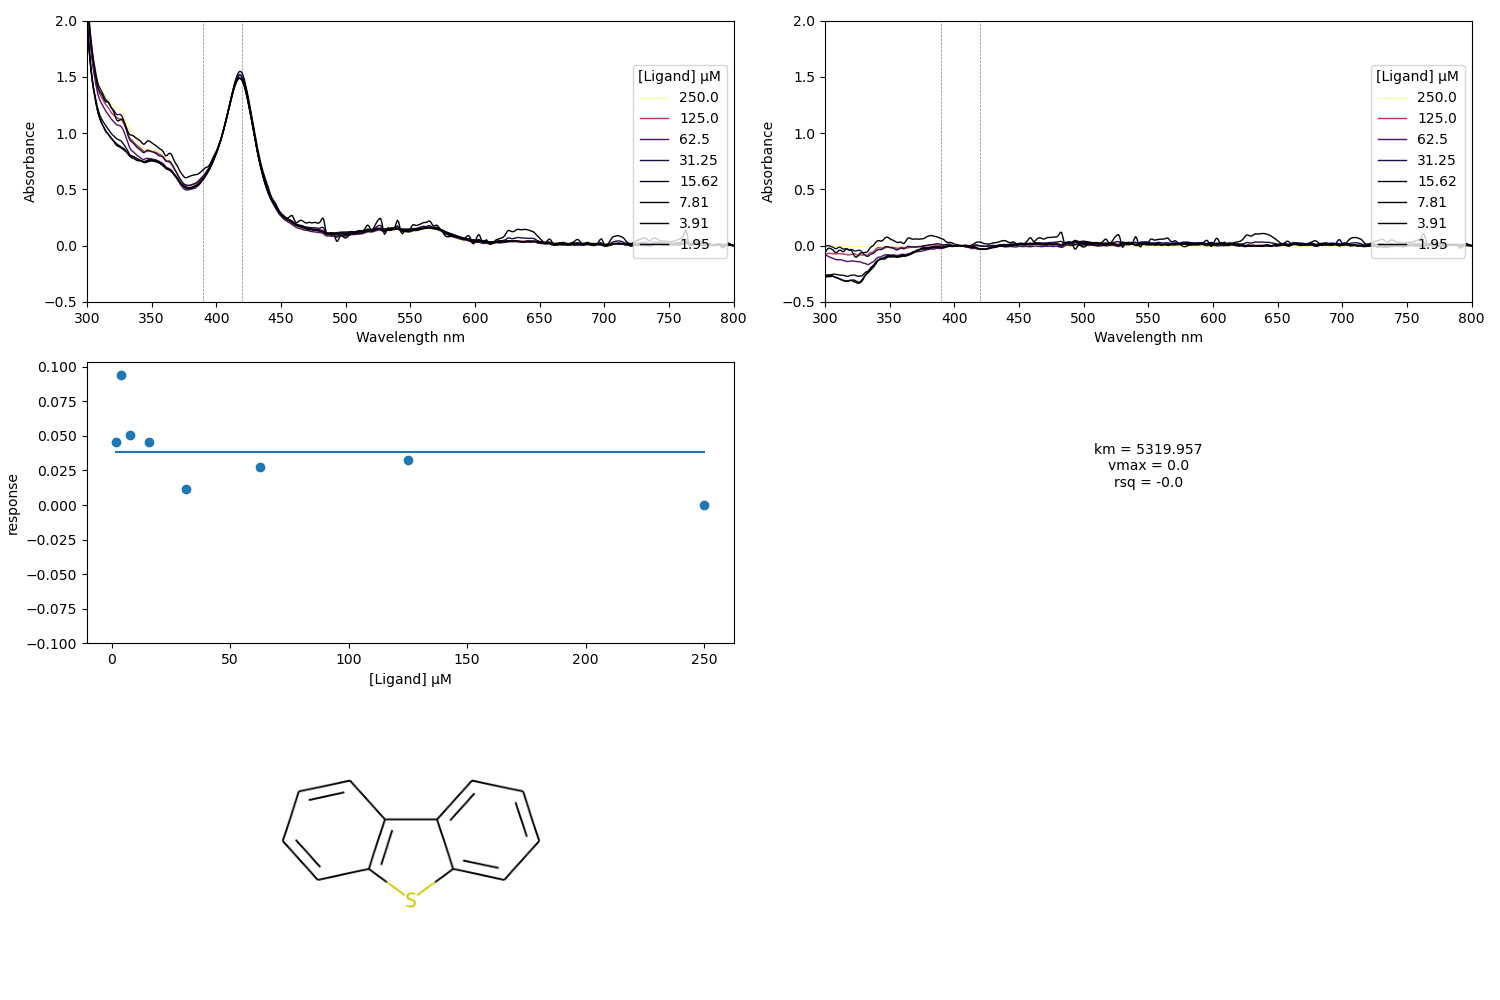 2.0
1.5
1.0
0.5
0.0
−0.5
Absorbance
300 350 400 450 500 550 600 650 700 750 800
Wavelength nm
[Ligand] μM
250.0
125.0
62.5
31.25
15.62
7.81
3.91
1.95
2.0
1.5
1.0
0.5
0.0
−0.5
Absorbance
300 350 400 450 500 550 600 650 700 750 800
Wavelength nm
[Ligand] μM
250.0
125.0
62.5
31.25
15.62
7.81
3.91
1.95
0.100
0.075
0.050
0.025
0.000
−0.025
−0.050
−0.075
−0.100
response
0 50 100 150 200 250
[Ligand] μM
km = 5319.957
vmax = 0.0
rsq = -0.0
S